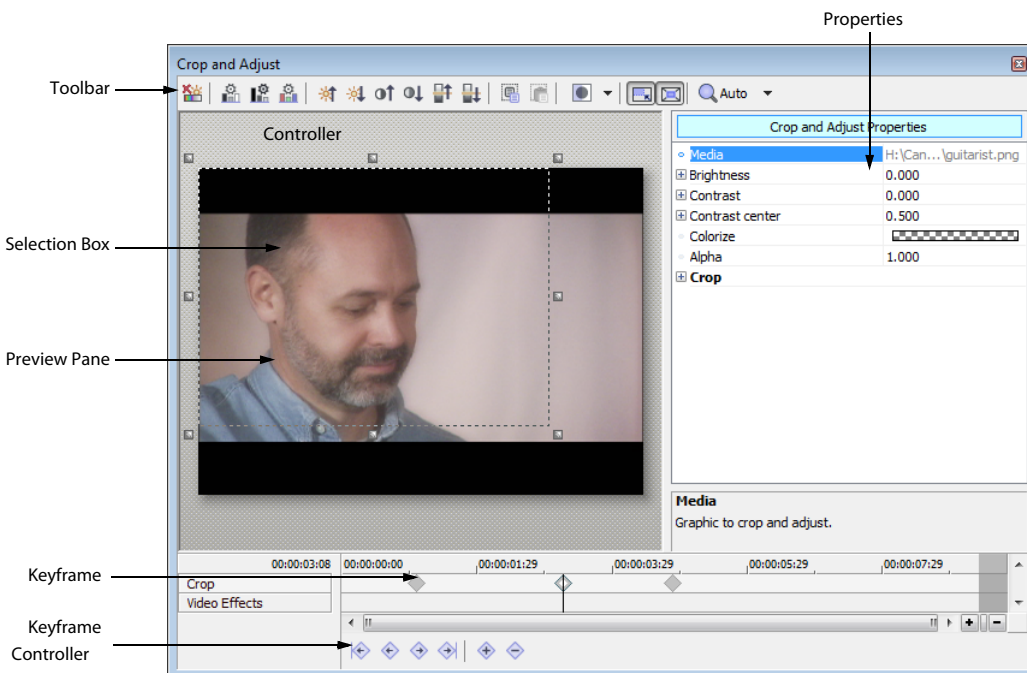 Properties
Crop and Adjust
Toolbar
Auto
Controller
Crop and Adjust Properties
Media H:\Can...\guitarist.png
Brightness 0.000
Contrast 0.000
Selection Box
Contrast center 0.500
Colorize
Alpha 1.000
Crop
Preview Pane
Media
Graphic to crop and adjust.
00:00:03:08 00:00:00:00 00:00:01:29 00:00:03:29 00:00:05:29 00:00:07:29
Keyframe
Crop
Video Effects
Keyframe
Controller